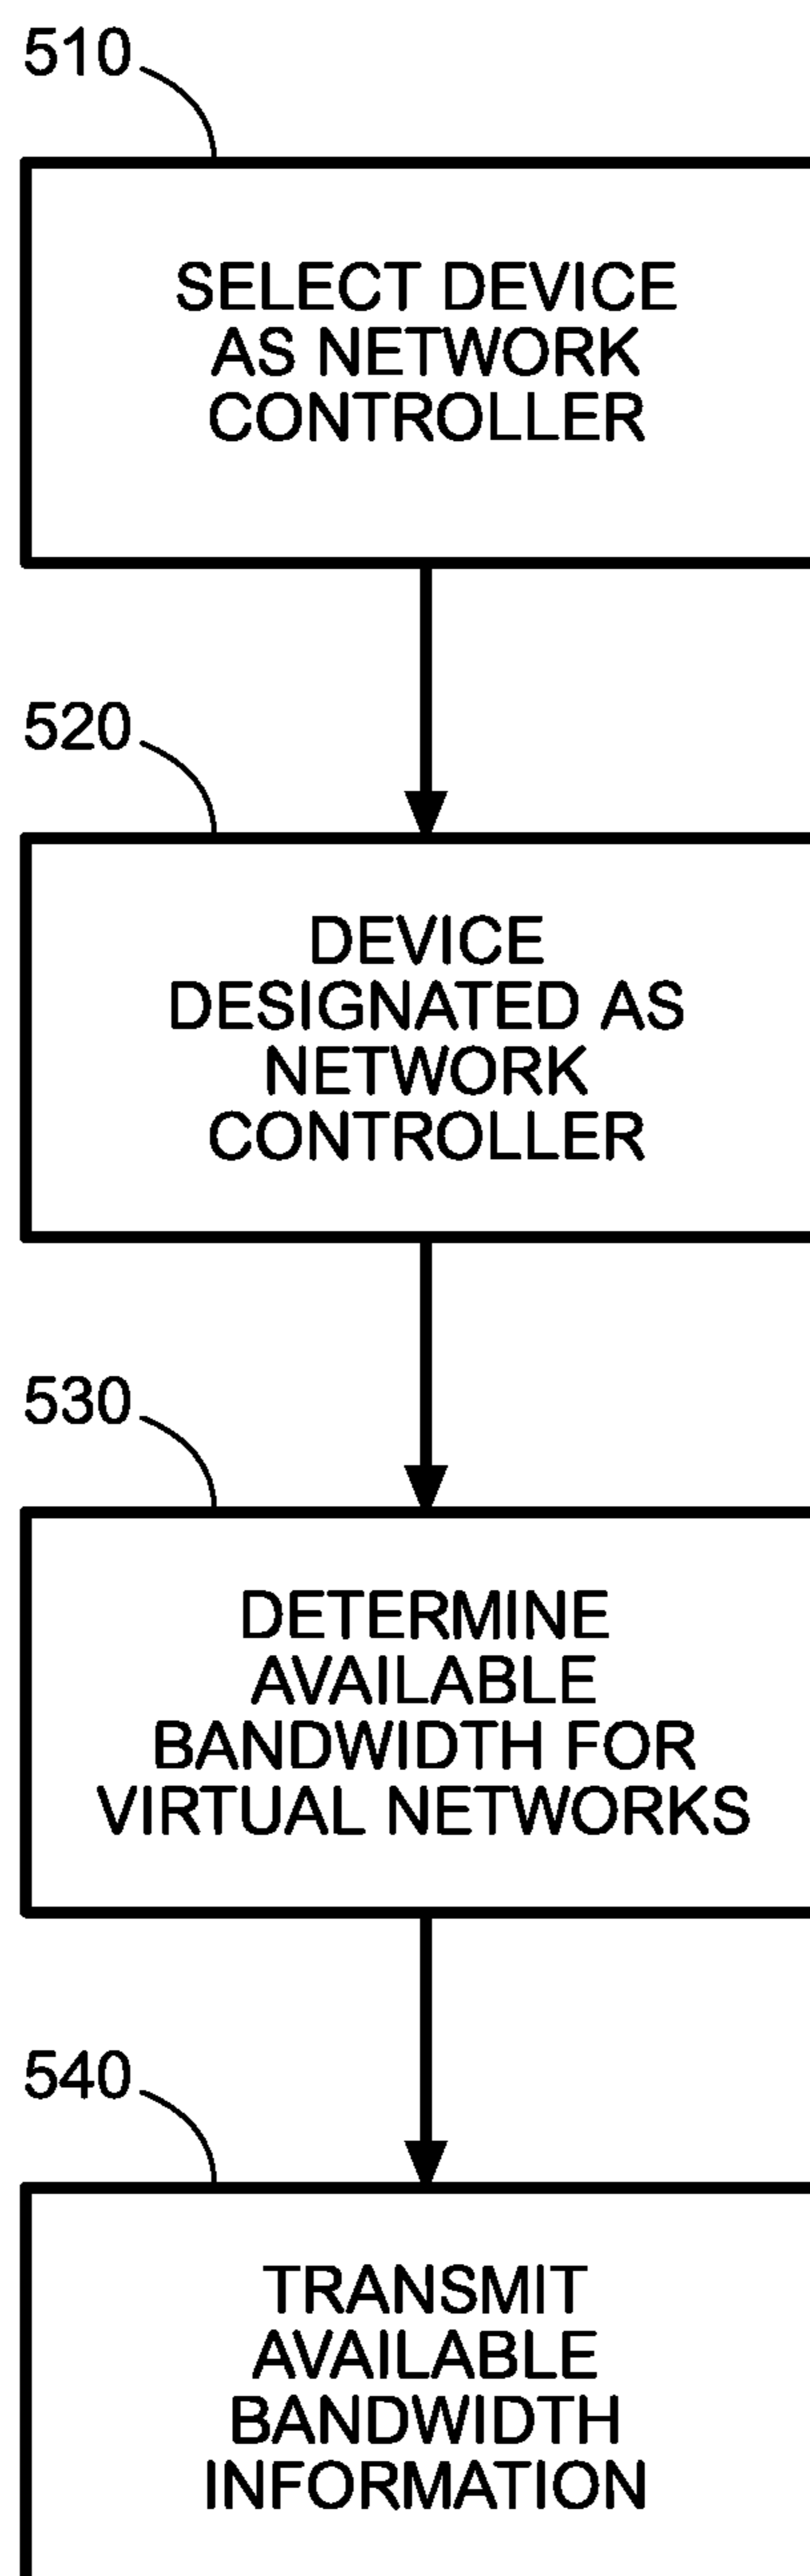 510
SELECT DEVICE
AS NETWORK
CONTROLLER
520
DEVICE
DESIGNATED AS
NETWORK
CONTROLLER
530
DETERMINE
AVAILABLE
BANDWIDTH FOR
VIRTUAL NETWORKS
540
TRANSMIT
AVAILABLE
BANDWIDTH
INFORMATION